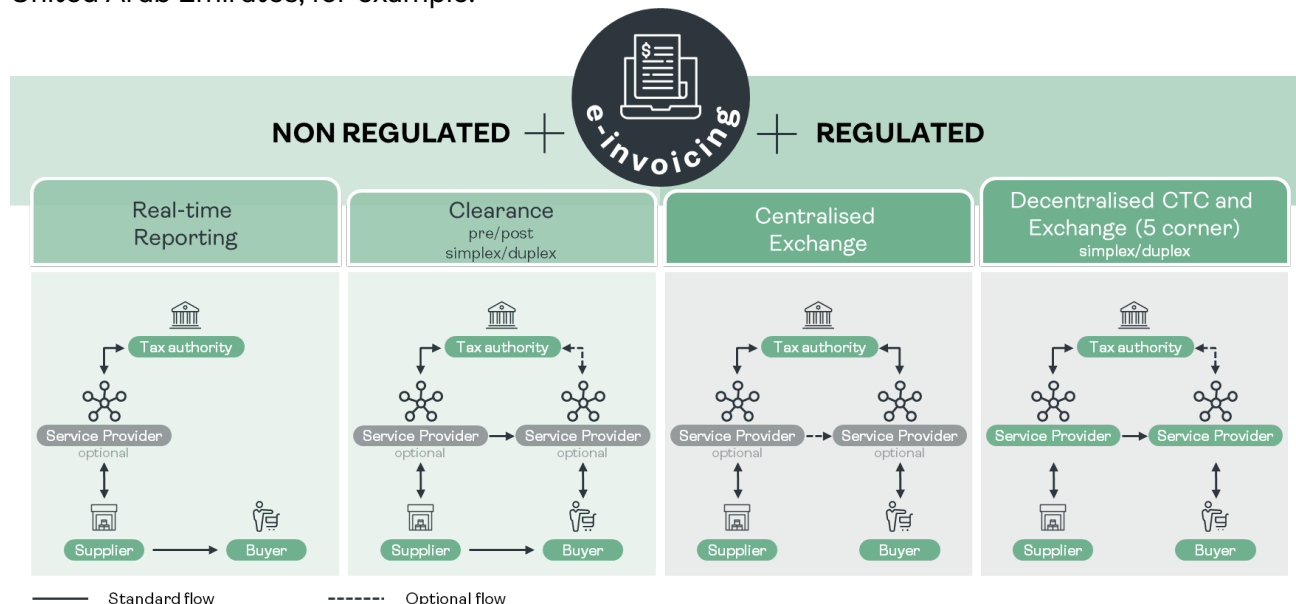 United Arab Emirates, for example.
NON REGULATED
e-invoicing
REGULATED
$
Real-time
Reporting
Clearance
pre/post
simplex/duplex
Centralised
Exchange
Decentralised CTC and
Exchange (5 corner)
simplex/duplex
Tax authority
Service Provider
optional
Supplier
Buyer
Tax authority
Service Provider
Service Provider
optional
optional
Supplier
Buyer
Tax authority
Service Provider
Service Provider
optional
optional
Supplier
Buyer
Tax authority
Service Provider
Service Provider
Supplier
Buyer
Standard flow
Optional flow